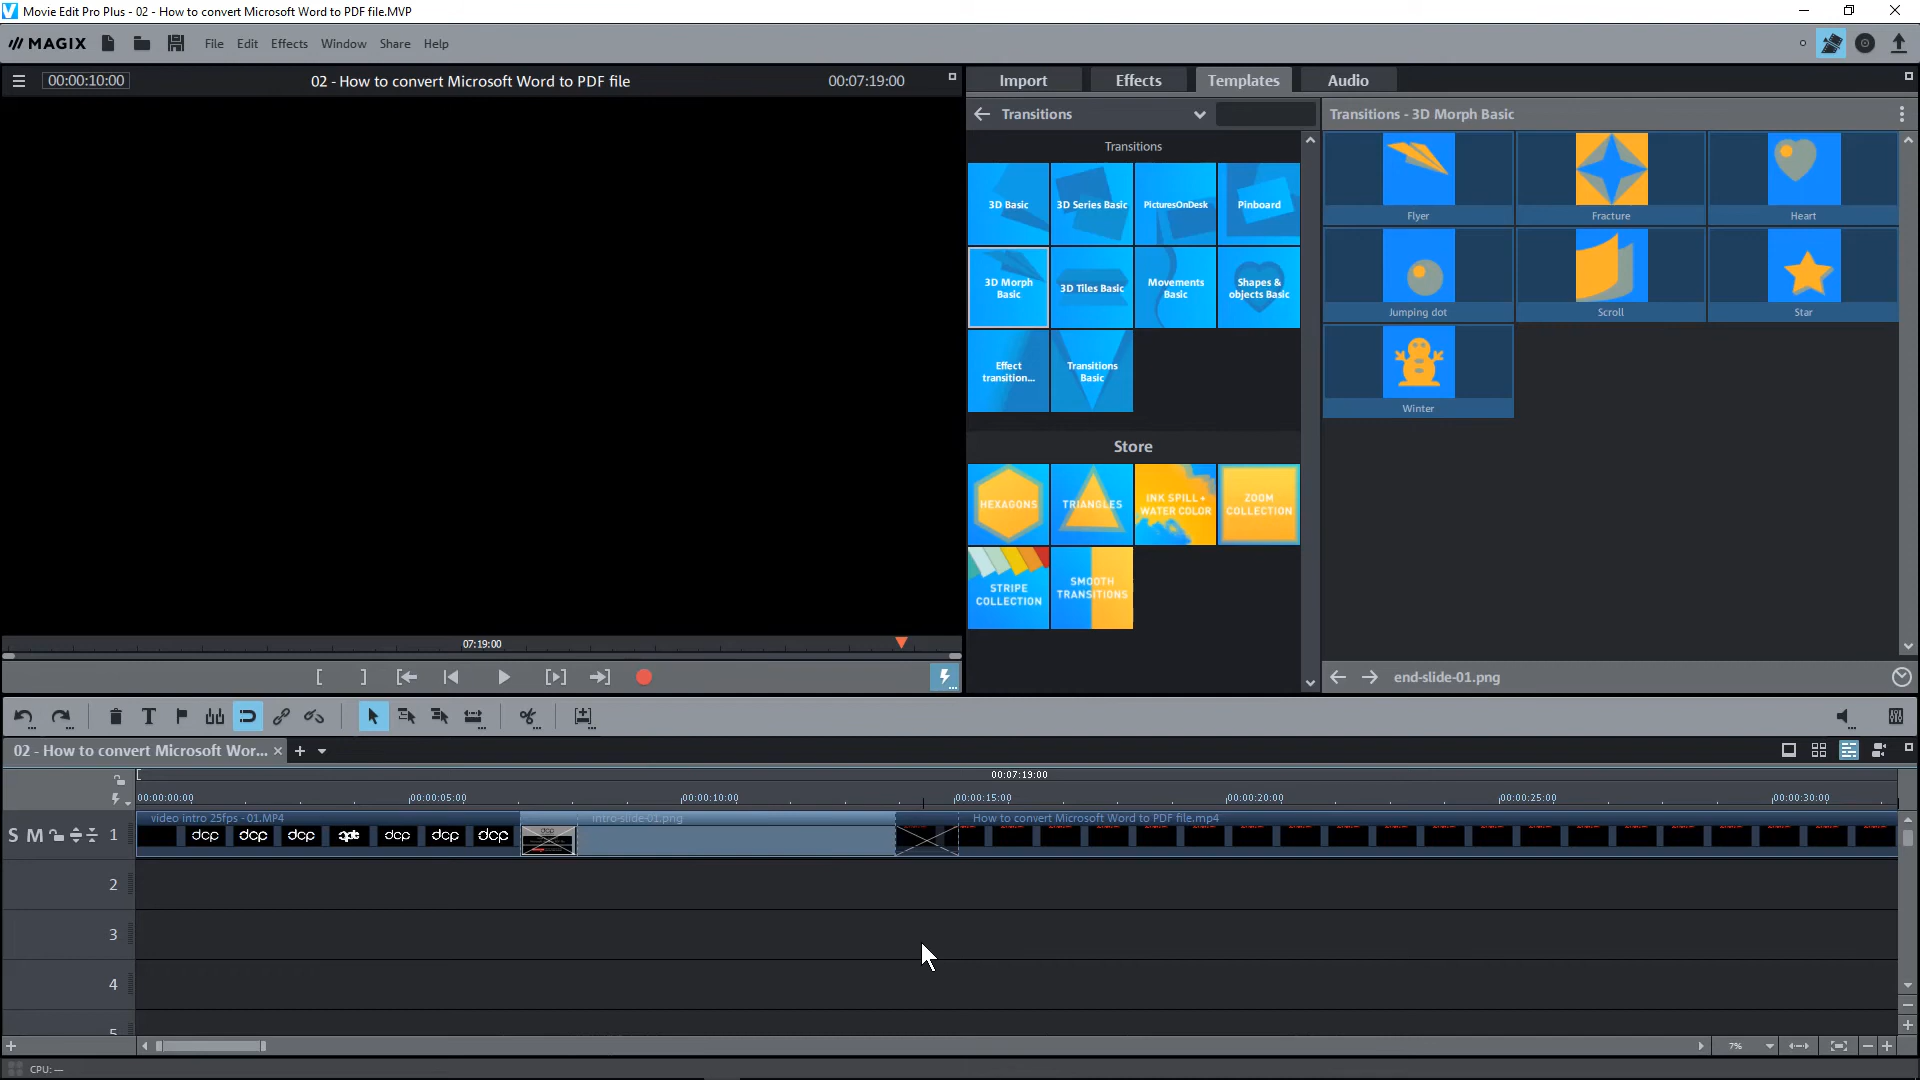 Movie Edit Pro Plus - 02 - How to convert Microsoft Word to PDF file.MVP
MAGIX File Edit Effects Window Share Help
00:00:10:00 02 - How to convert Microsoft Word to PDF file 00:07:19:00
Import Effects Templates Audio
Transitions
Transitions - 3D Morph Basic
Transitions
3D Basic 3D Series Basic PicturesOnDesk Pinboard
3D Morph Basic 3D Tiles Basic Movements Basic Shapes & objects Basic
Effect transition... Transitions Basic
Store
HEXAGONS TRIANGLES INK SPILL + WATER COLOR ZOOM COLLECTION
STRIPE COLLECTION SMOOTH TRANSITIONS
Flyer Fracture Heart
Jumping dot Scroll Star
Winter
07:19:00
end-slide-01.png
02 - How to convert Microsoft Wor...
00:07:19:00
00:00:00:00 00:00:05:00 00:00:10:00 00:00:15:00 00:00:20:00 00:00:25:00 00:00:30:00
video intro 25fps - 01.MP4 intro-slide-01.png How to convert Microsoft Word to PDF file.mp4
S M 1
dcp dcp dcp dcp dcp dcp
2
3
4
5
7%
CPU: —